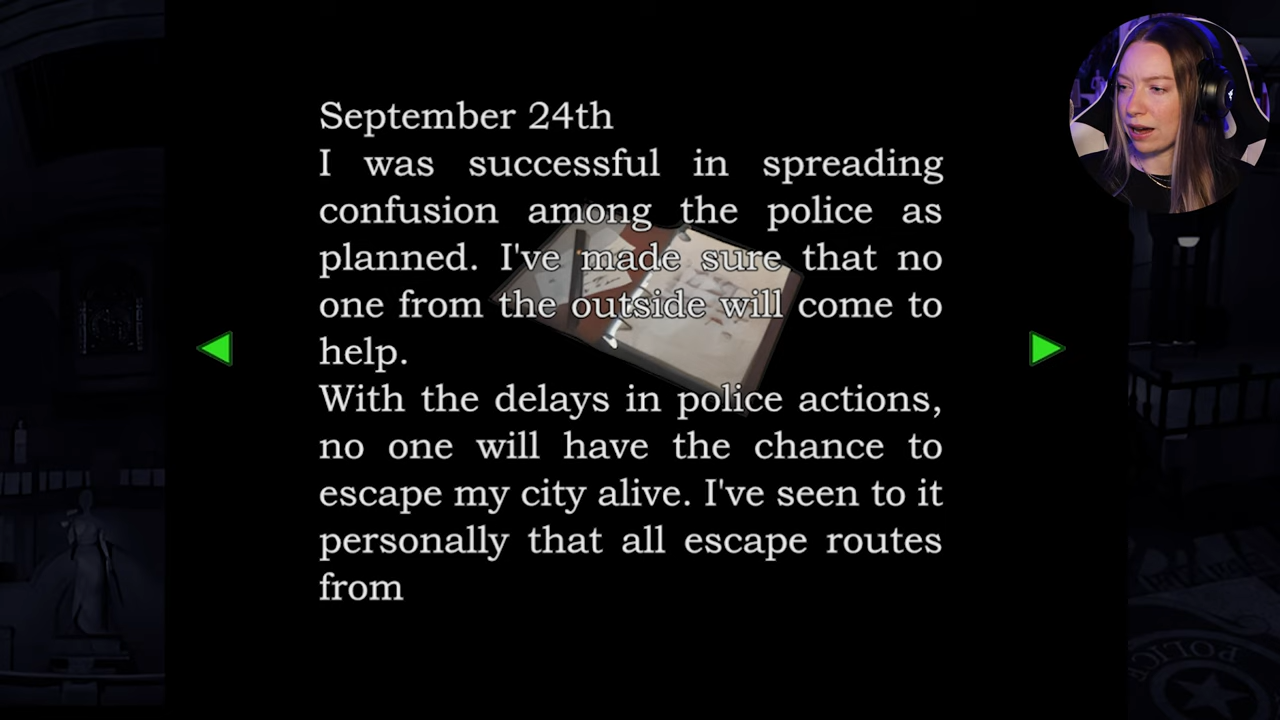 September 24th
I was successful in spreading
confusion among the police as
planned. I've made sure that no
one from the outside will come to
help.
With the delays in police actions,
no one will have the chance to
escape my city alive. I've seen to it
personally that all escape routes
from
POLICE